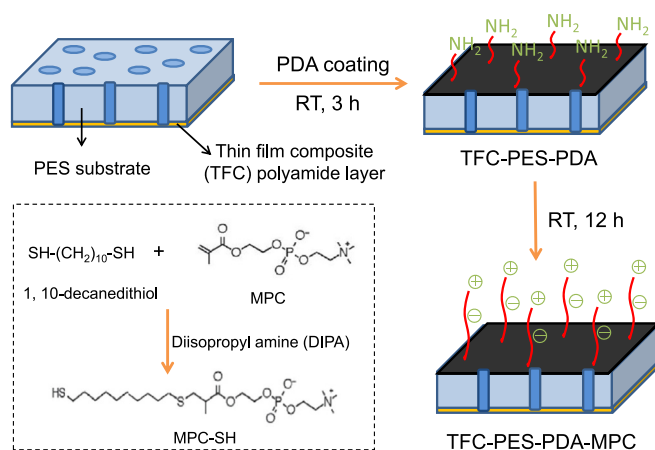 NH₂ NH₂ NH₂
NH₂ NH₂ NH₂
PDA coating
RT, 3 h
PES substrate
Thin film composite
(TFC) polyamide layer
TFC-PES-PDA
RT, 12 h
SH-(CH₂)₁₀-SH + 
1, 10-decanedithiol
O O O⁻ O P O N⁺
O
MPC
Diisopropyl amine (DIPA)
HS S O O O P O⁻ O N⁺
O
MPC-SH
⊕ ⊕ ⊕ ⊕ ⊕ ⊕
⊖ ⊖ ⊖ ⊖ ⊖ ⊖
TFC-PES-PDA-MPC